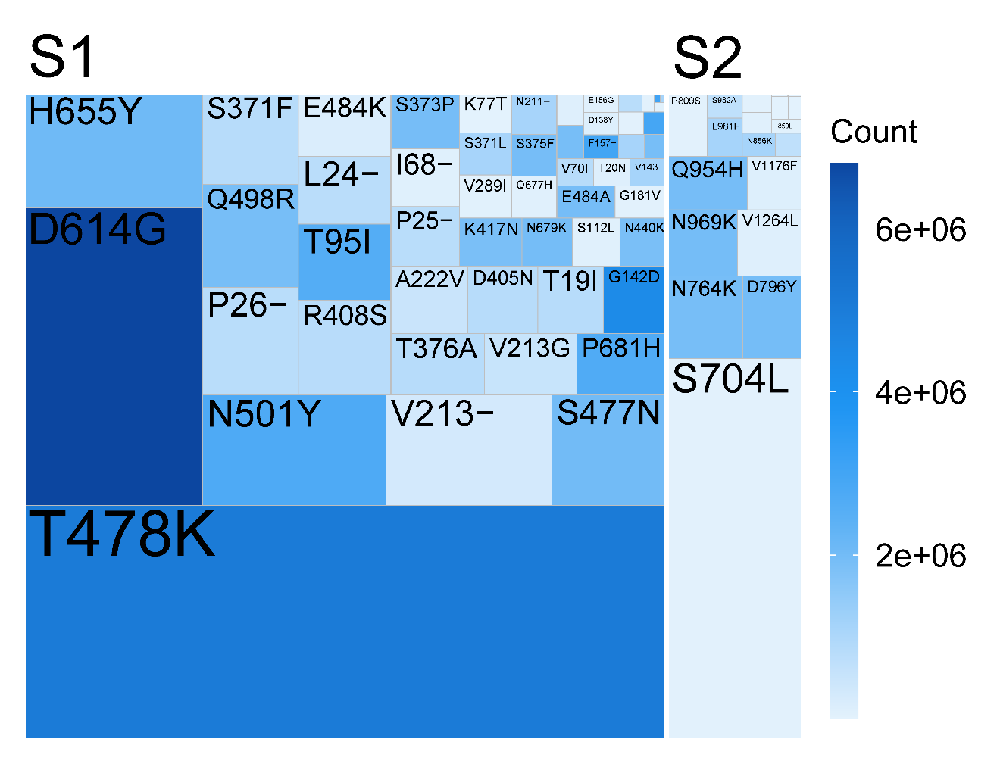 S1
S2
H655Y
D614G
T478K
S371F
Q498R
P26−
N501Y
E484K
L24−
T95I
R408S
V213−
S477N
S373P
I68−
P25−
A222V
D405N
T19I
G142D
T376A
V213G
P681H
K77T
N211−
S371L
S375F
V289I
Q677H
K417N
N679K
S112L
N440K
E156G
D138Y
F157−
V70I
T20N
V143−
E484A
G181V
P809S
S982A
L981F
I850L
N856K
Q954H
V1176F
N969K
V1264L
N764K
D796Y
S704L
Count
6e+06
4e+06
2e+06